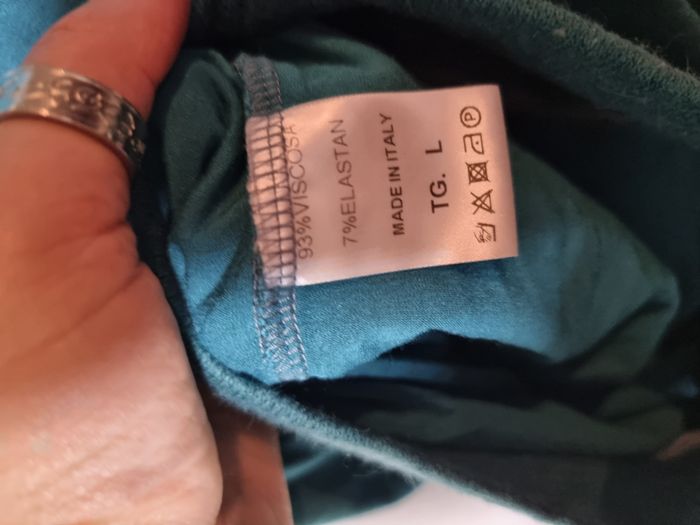 93%VISCOSA
7%ELASTAN
MADE IN ITALY
TG. L
P